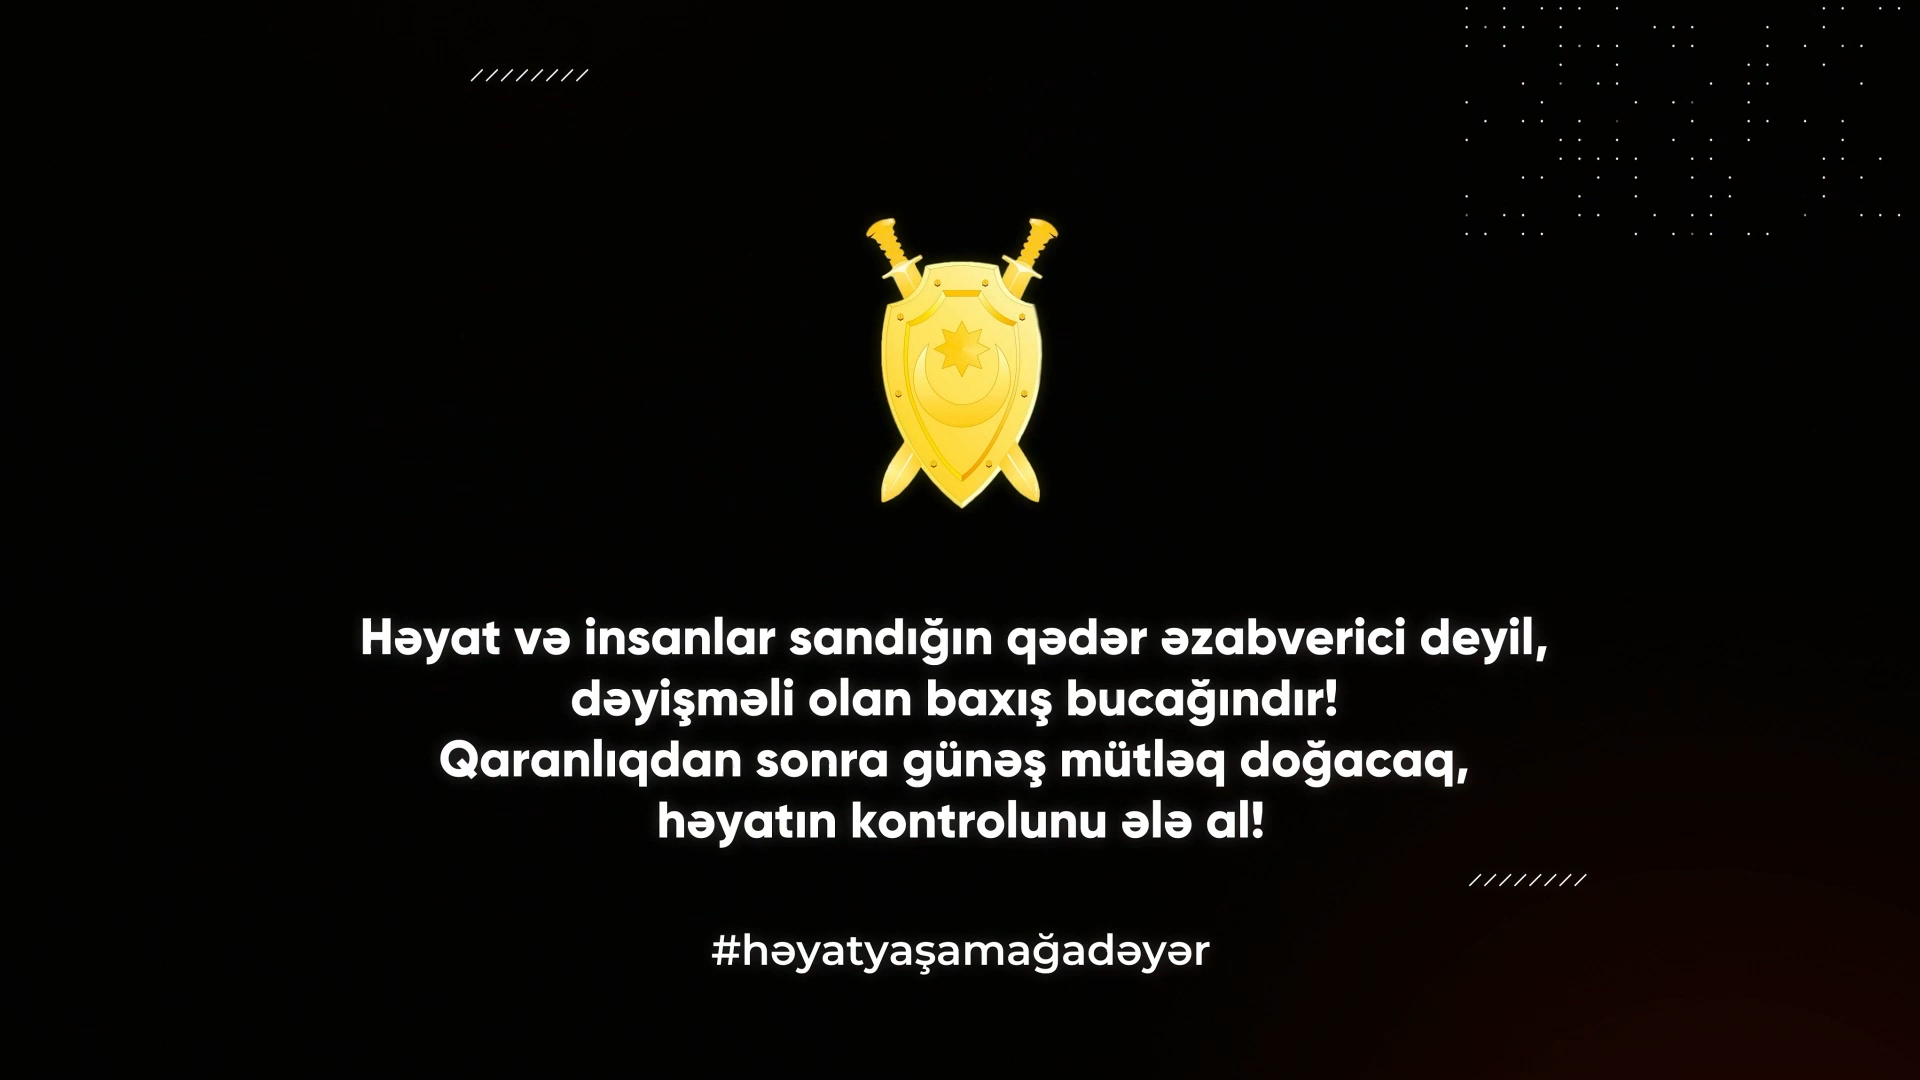 Həyat və insanlar sandığın qədər əzabverici deyil,
dəyişməli olan baxış bucağındır!
Qaranlıqdan sonra günəş mütləq doğacaq,
həyatın kontrolunu ələ al!
#həyatyaşamağadəyər